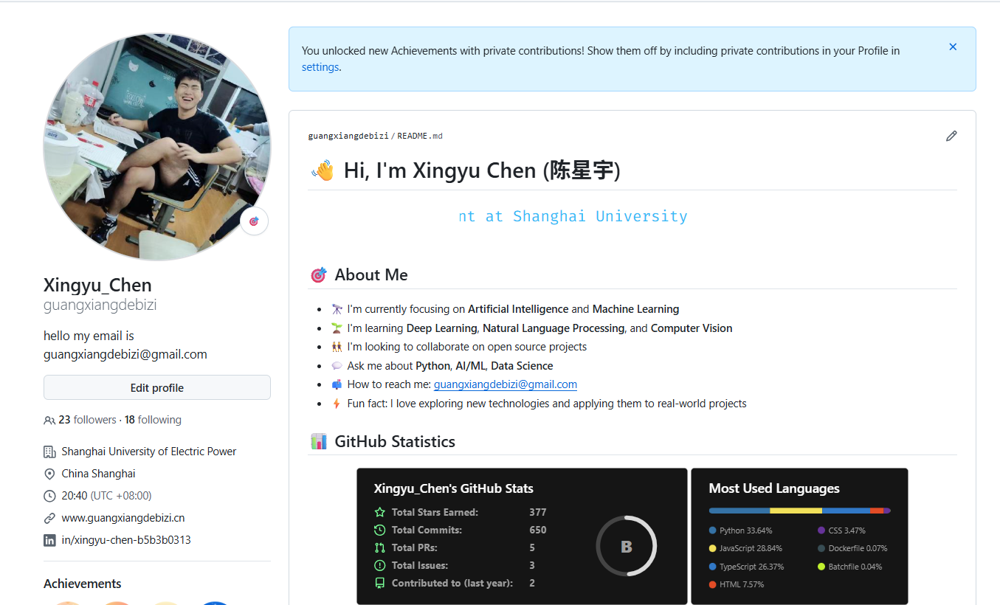 You unlocked new Achievements with private contributions! Show them off by including private contributions in your Profile in
settings.
guangxiangdebizi/README.md
👋 Hi, I'm Xingyu Chen (陈星宇)
nt at Shanghai University
Xingyu_Chen
guangxiangdebizi
hello my email is
guangxiangdebizi@gmail.com
Edit profile
23 followers · 18 following
Shanghai University of Electric Power
China Shanghai
20:40 (UTC +08:00)
www.guangxiangdebizi.cn
in/xingyu-chen-b5b3b0313
Achievements
🎯 About Me
🔭 I'm currently focusing on Artificial Intelligence and Machine Learning
🌱 I'm learning Deep Learning, Natural Language Processing, and Computer Vision
👯 I'm looking to collaborate on open source projects
💬 Ask me about Python, AI/ML, Data Science
📫 How to reach me: guangxiangdebizi@gmail.com
⚡ Fun fact: I love exploring new technologies and applying them to real-world projects
📊 GitHub Statistics
Xingyu_Chen's GitHub Stats
Total Stars Earned: 377
Total Commits: 650
Total PRs: 5
Total Issues: 3
Contributed to (last year): 2
B
Most Used Languages
Python 33.64%
JavaScript 28.84%
TypeScript 26.37%
HTML 7.57%
CSS 3.47%
Dockerfile 0.07%
Batchfile 0.04%